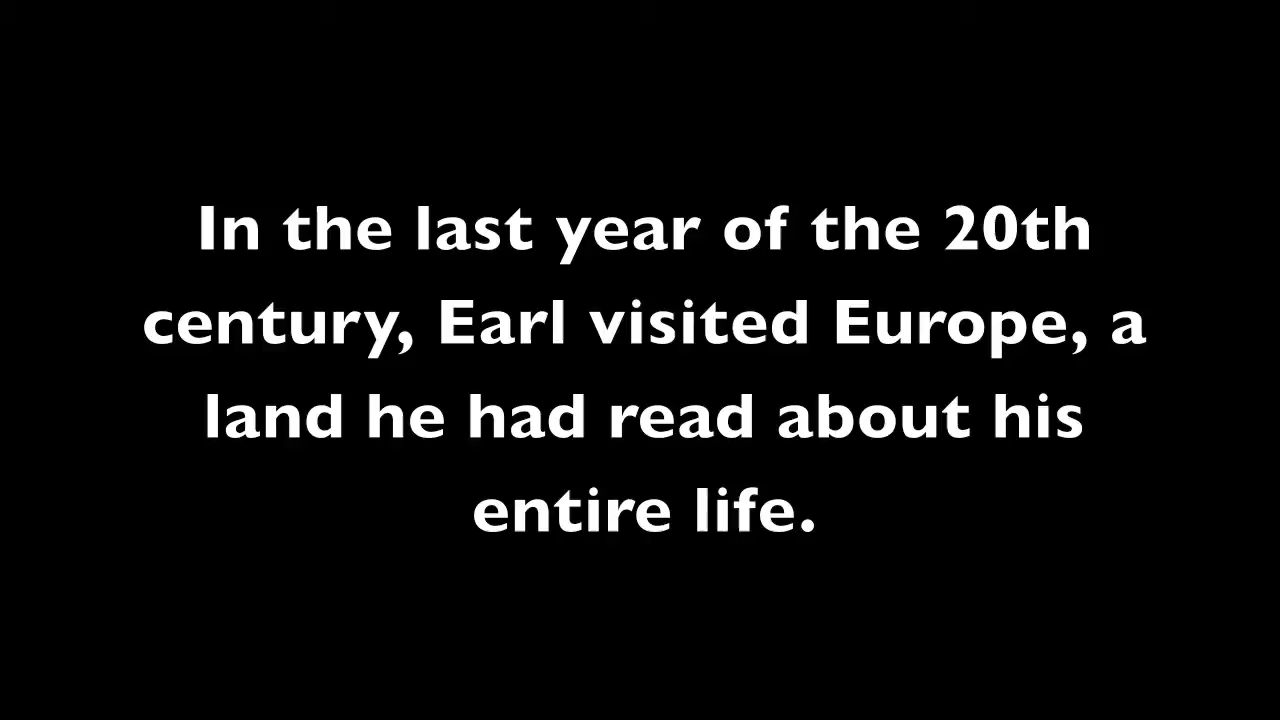 In the last year of the 20th
century, Earl visited Europe, a
land he had read about his
entire life.